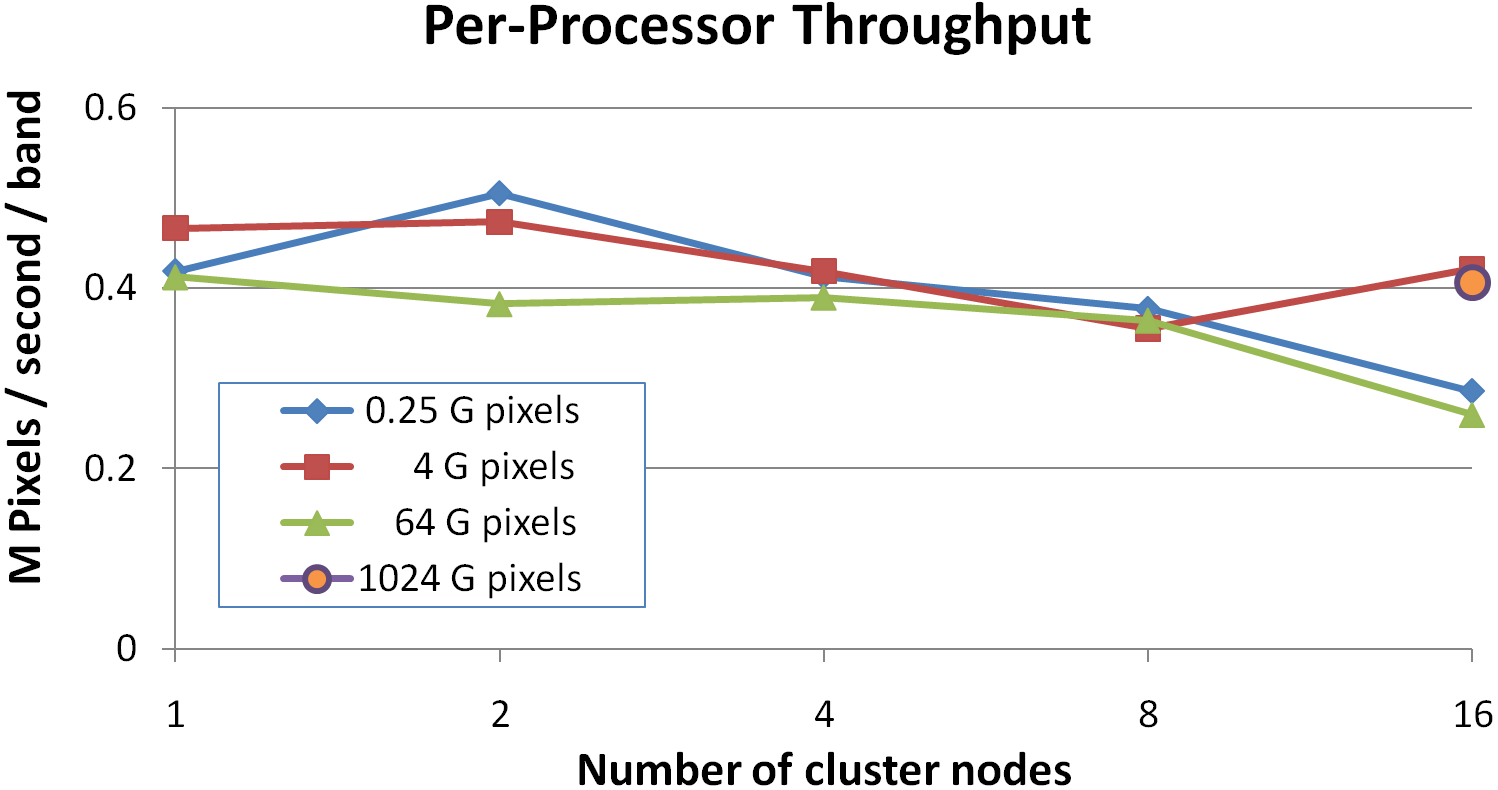 Per-Processor Throughput
M Pixels / second / band
0.6
0.4
0.2
0
0.25 G pixels
4 G pixels
64 G pixels
1024 G pixels
1 2 4 8 16
Number of cluster nodes